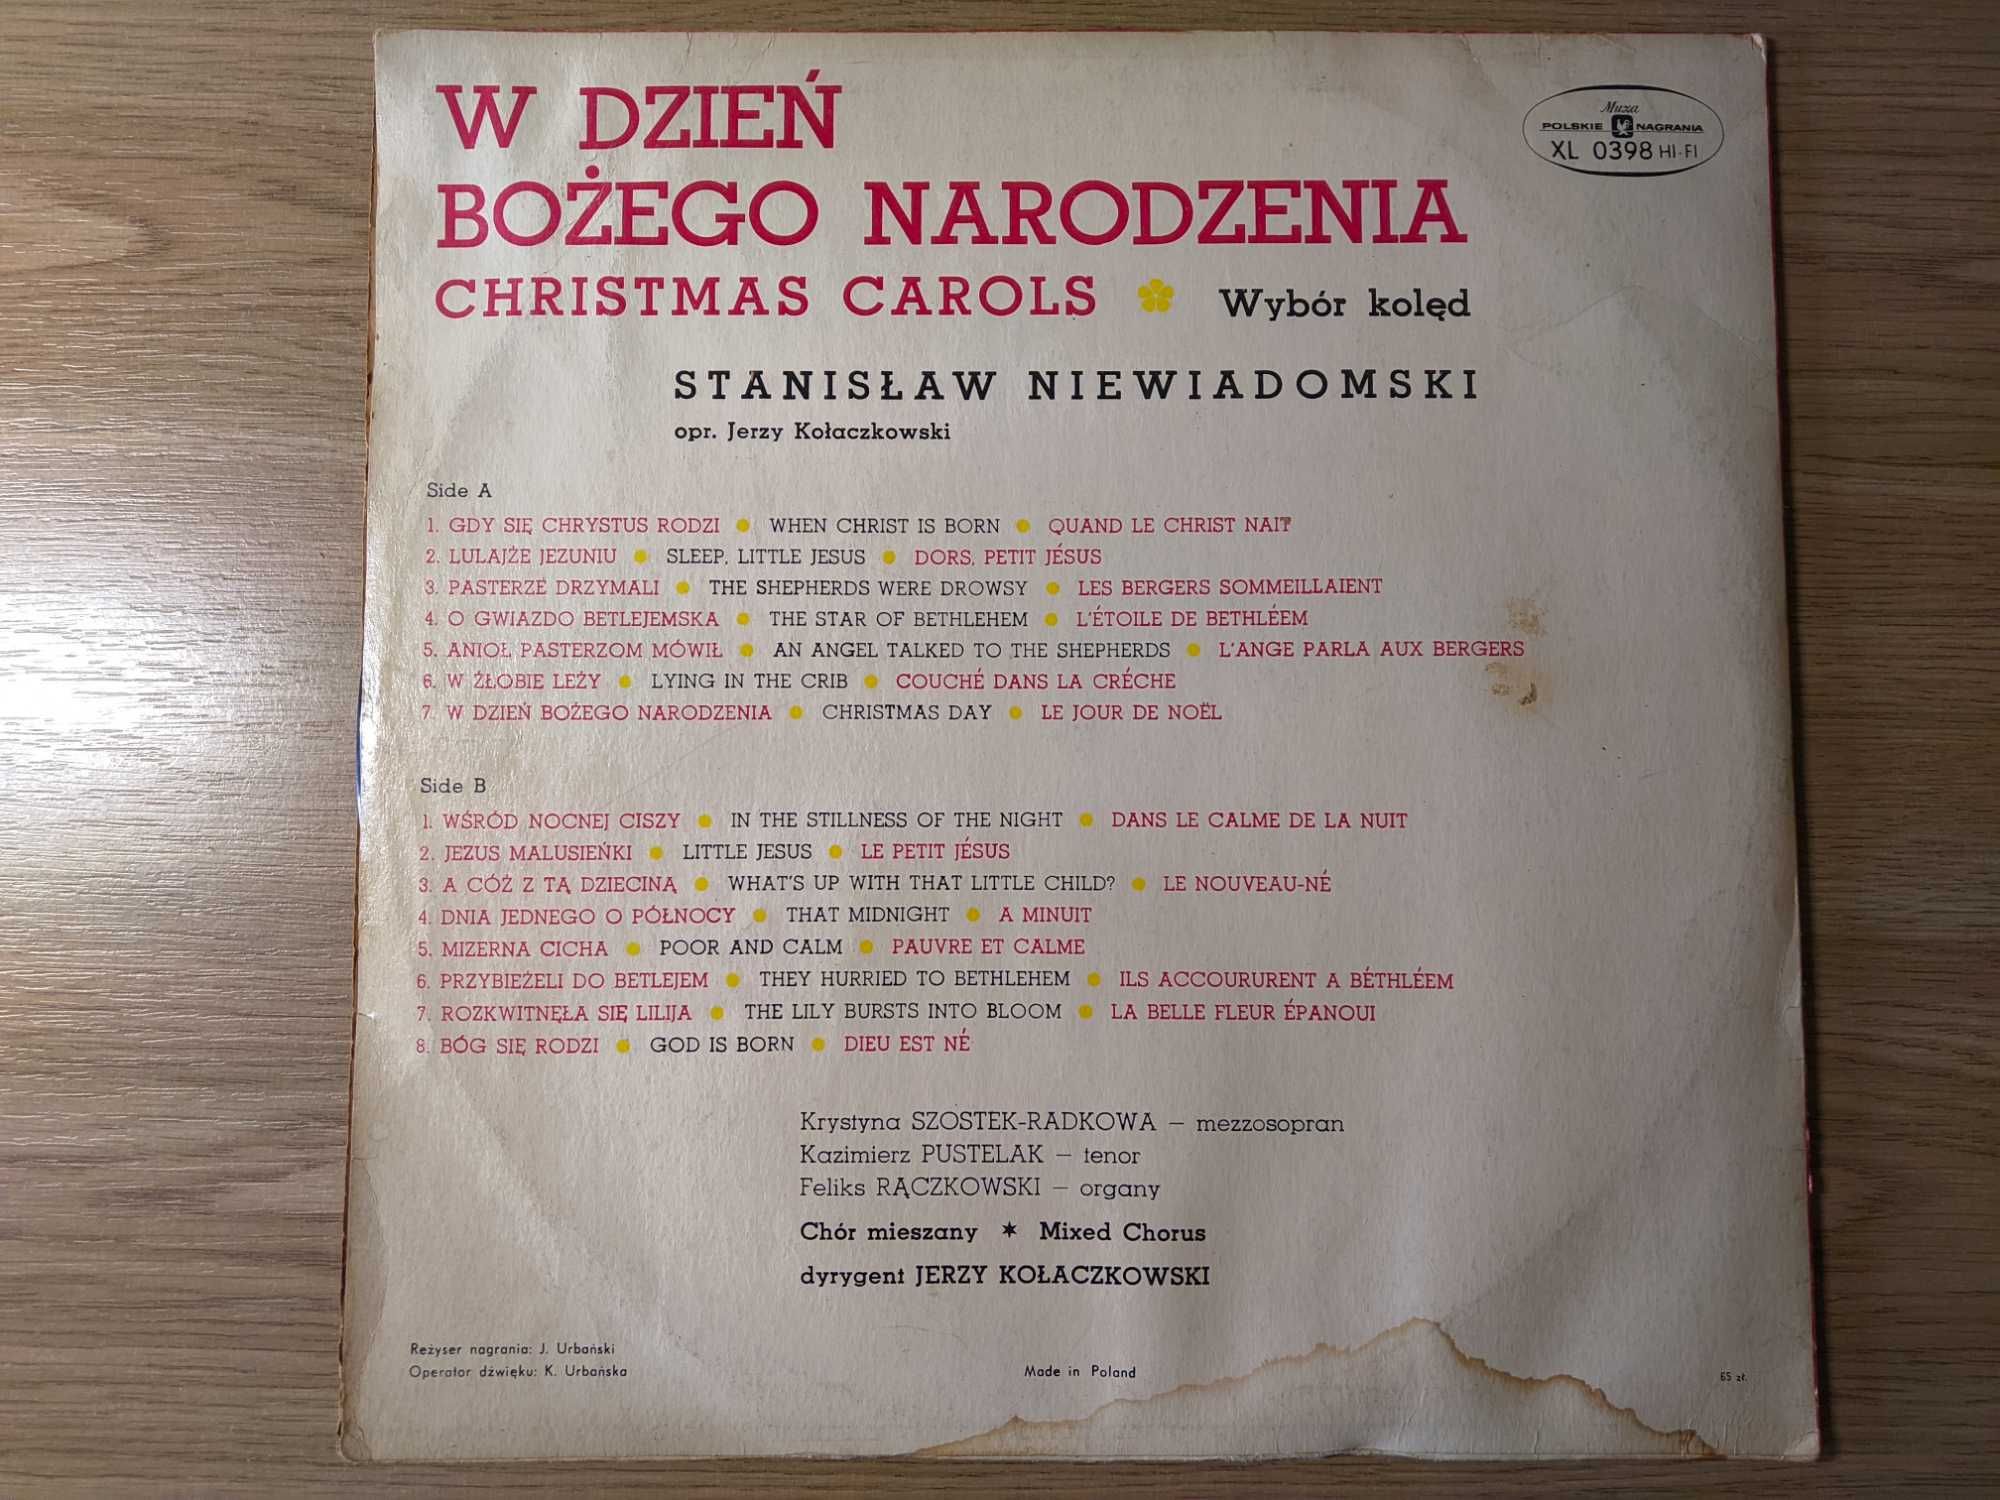 W DZIEŃ
BOŻEGO NARODZENIA
CHRISTMAS CAROLS Wybór kolęd
Muza
POLSKIE NAGRANIA
XL 0398 HI-FI
STANISŁAW NIEWIADOMSKI
opr. Jerzy Kołaczkowski
Side A
1. GDY SIĘ CHRYSTUS RODZI ● WHEN CHRIST IS BORN ● QUAND LE CHRIST NAIT
2. LULAJŻE JEZUNIU ● SLEEP, LITTLE JESUS ● DORS, PETIT JÉSUS
3. PASTERZE DRZYMALI ● THE SHEPHERDS WERE DROWSY ● LES BERGERS SOMMEILLAIENT
4. O GWIAZDO BETLEJEMSKA ● THE STAR OF BETHLEHEM ● L'ÉTOILE DE BETHLÉEM
5. ANIOŁ PASTERZOM MÓWIŁ ● AN ANGEL TALKED TO THE SHEPHERDS ● L'ANGE PARLA AUX BERGERS
6. W ŻŁOBIE LEŻY ● LYING IN THE CRIB ● COUCHÉ DANS LA CRÉCHE
7. W DZIEŃ BOŻEGO NARODZENIA ● CHRISTMAS DAY ● LE JOUR DE NOËL
Side B
1. WŚRÓD NOCNEJ CISZY ● IN THE STILLNESS OF THE NIGHT ● DANS LE CALME DE LA NUIT
2. JEZUS MALUSIEŃKI ● LITTLE JESUS ● LE PETIT JÉSUS
3. A CÓŻ Z TĄ DZIECINĄ ● WHAT'S UP WITH THAT LITTLE CHILD? ● LE NOUVEAU-NÉ
4. DNIA JEDNEGO O PÓŁNOCY ● THAT MIDNIGHT ● A MINUIT
5. MIZERNA CICHA ● POOR AND CALM ● PAUVRE ET CALME
6. PRZYBIEŻELI DO BETLEJEM ● THEY HURRIED TO BETHLEHEM ● ILS ACCOURURENT A BÉTHLÉEM
7. ROZKWITNĘŁA SIĘ LILIJA ● THE LILY BURSTS INTO BLOOM ● LA BELLE FLEUR ÉPANOUI
8. BÓG SIĘ RODZI ● GOD IS BORN ● DIEU EST NÉ
Krystyna SZOSTEK-RADKOWA – mezzosopran
Kazimierz PUSTELAK – tenor
Feliks RĄCZKOWSKI – organy
Chór mieszany ✶ Mixed Chorus
dyrygent JERZY KOŁACZKOWSKI
Reżyser nagrania: J. Urbański
Operator dźwięku: K. Urbańska
Made in Poland
65 zł.